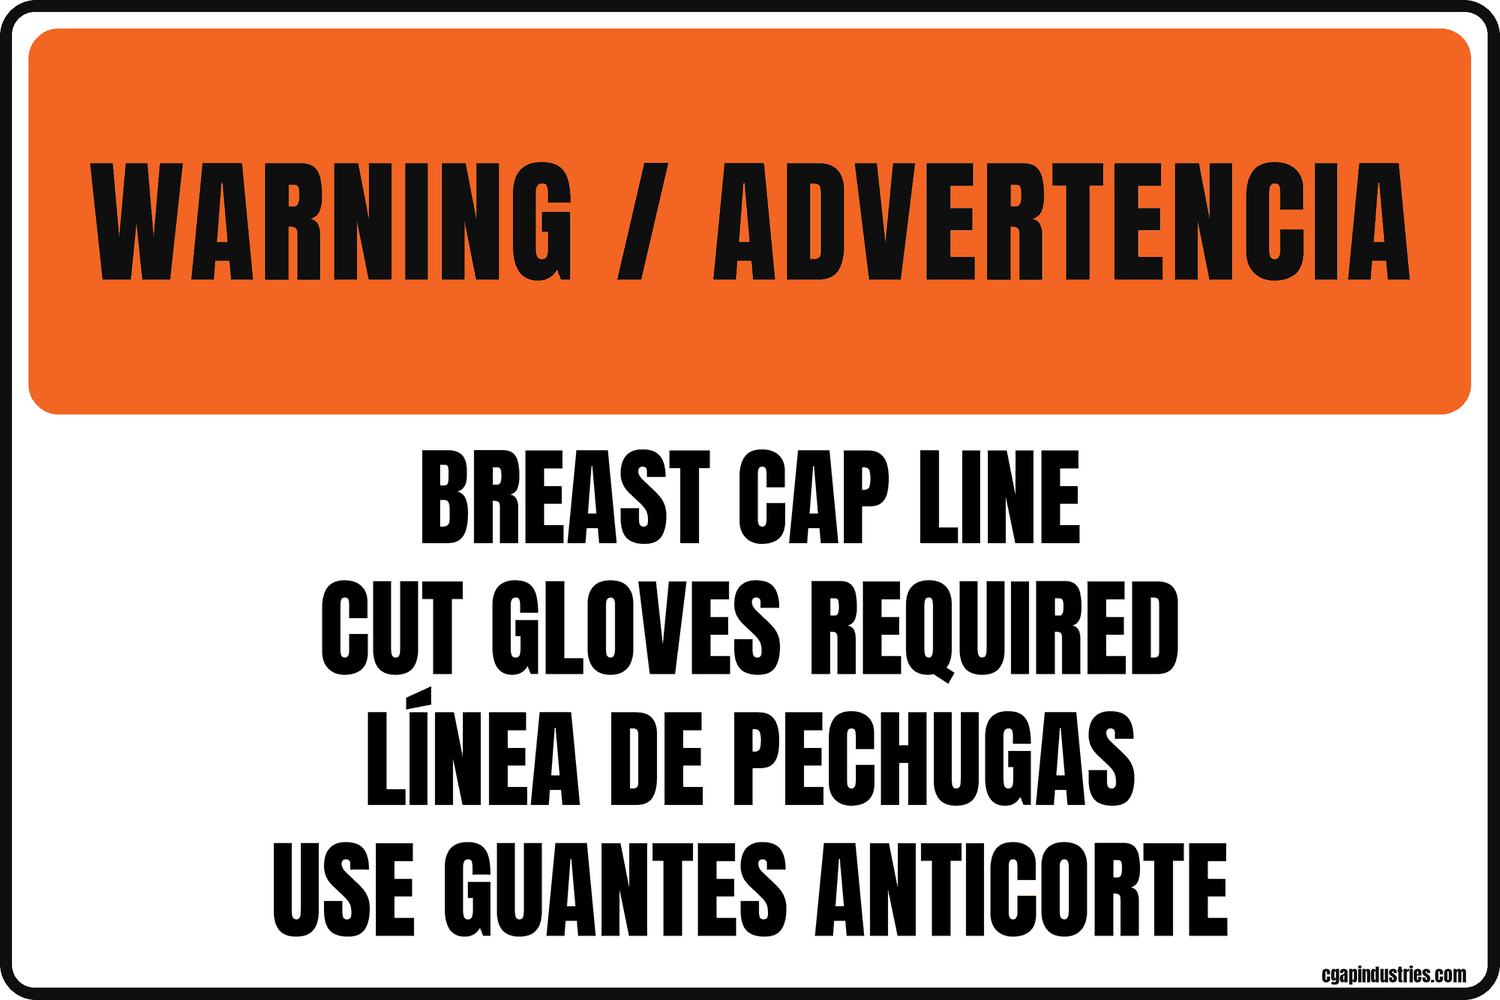 WARNING / ADVERTENCIA
BREAST CAP LINE
CUT GLOVES REQUIRED
LÍNEA DE PECHUGAS
USE GUANTES ANTICORTE
cgapindustries.com